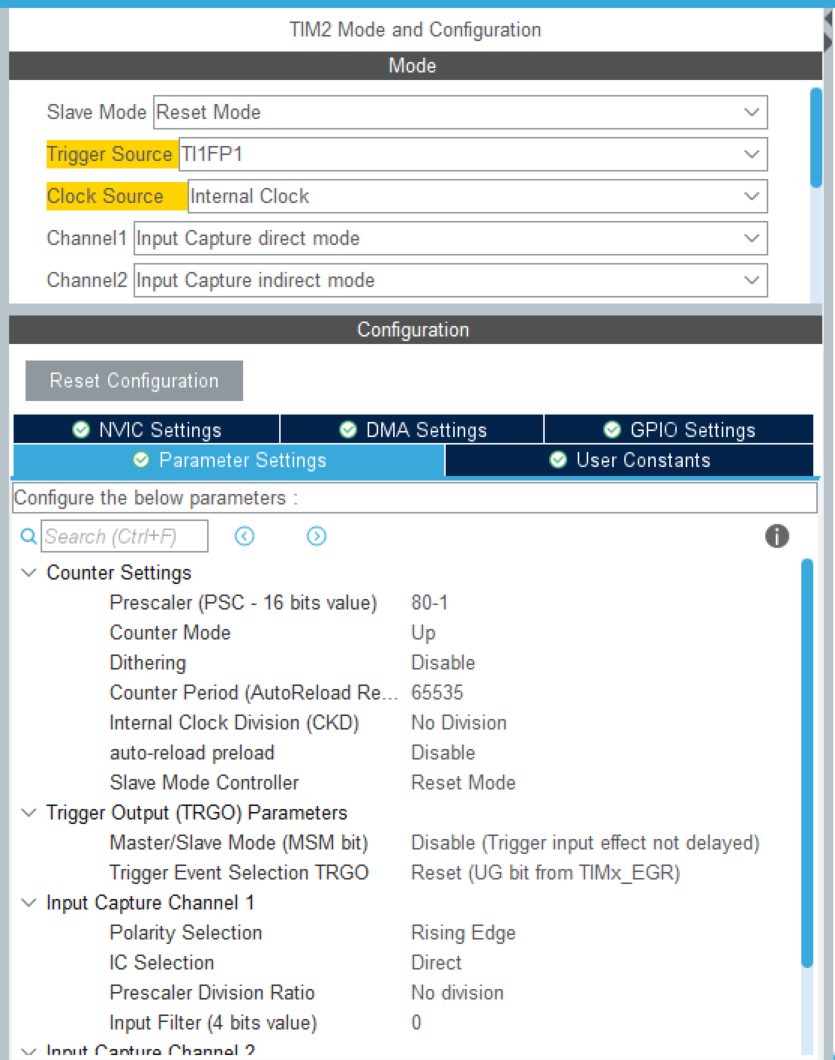 TIM2 Mode and Configuration
Mode
Slave Mode Reset Mode
Trigger Source TI1FP1
Clock Source Internal Clock
Channel1 Input Capture direct mode
Channel2 Input Capture indirect mode
Configuration
Reset Configuration
NVIC Settings DMA Settings GPIO Settings
Parameter Settings User Constants
Configure the below parameters :
Search (Ctrl+F)
Counter Settings
Prescaler (PSC - 16 bits value) 80-1
Counter Mode Up
Dithering Disable
Counter Period (AutoReload Re... 65535
Internal Clock Division (CKD) No Division
auto-reload preload Disable
Slave Mode Controller Reset Mode
Trigger Output (TRGO) Parameters
Master/Slave Mode (MSM bit) Disable (Trigger input effect not delayed)
Trigger Event Selection TRGO Reset (UG bit from TIMx_EGR)
Input Capture Channel 1
Polarity Selection Rising Edge
IC Selection Direct
Prescaler Division Ratio No division
Input Filter (4 bits value) 0
Input Capture Channel 2